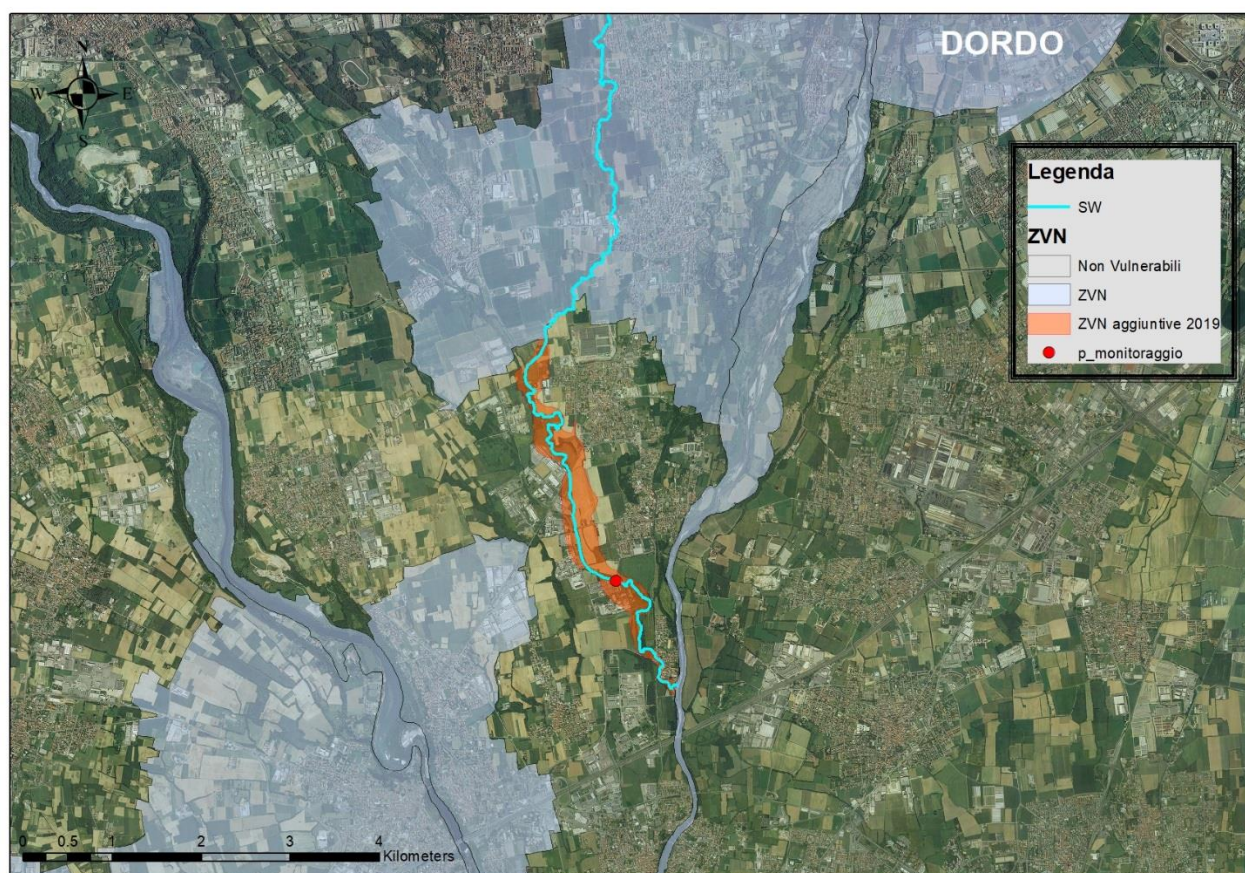 DORDO
N
W E
S
Legenda
SW
ZVN
Non Vulnerabili
ZVN
ZVN aggiuntive 2019
p_monitoraggio
0 0.5 1 2 3 4
Kilometers